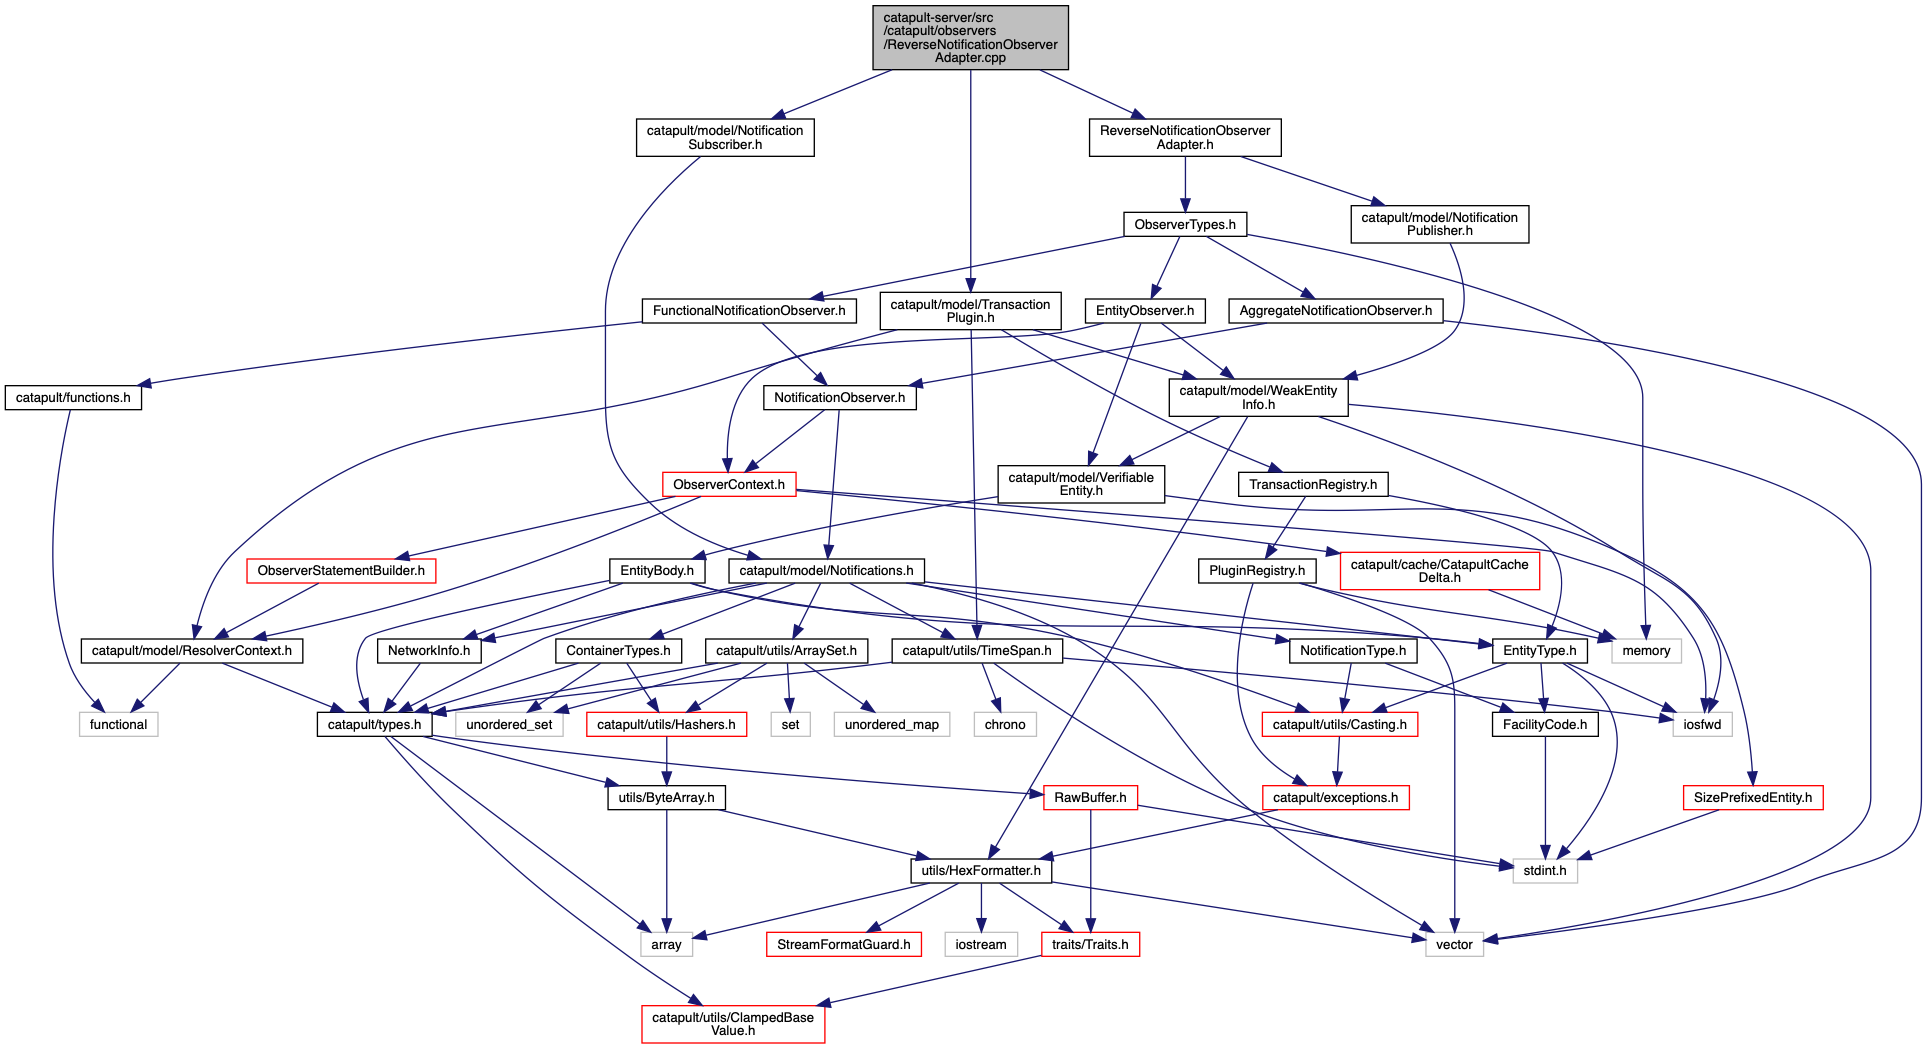 catapult-server/src
/catapult/observers
/ReverseNotificationObserver
Adapter.cpp
catapult/model/Notification
Subscriber.h
ReverseNotificationObserver
Adapter.h
ObserverTypes.h
catapult/model/Notification
Publisher.h
FunctionalNotificationObserver.h
catapult/model/Transaction
Plugin.h
EntityObserver.h
AggregateNotificationObserver.h
catapult/functions.h
NotificationObserver.h
catapult/model/WeakEntity
Info.h
ObserverContext.h
catapult/model/Verifiable
Entity.h
TransactionRegistry.h
ObserverStatementBuilder.h
EntityBody.h
catapult/model/Notifications.h
PluginRegistry.h
catapult/cache/CatapultCache
Delta.h
catapult/model/ResolverContext.h
NetworkInfo.h
ContainerTypes.h
catapult/utils/ArraySet.h
catapult/utils/TimeSpan.h
NotificationType.h
EntityType.h
memory
functional
catapult/types.h
unordered_set
catapult/utils/Hashers.h
set
unordered_map
chrono
catapult/utils/Casting.h
FacilityCode.h
iosfwd
utils/ByteArray.h
RawBuffer.h
catapult/exceptions.h
SizePrefixedEntity.h
utils/HexFormatter.h
stdint.h
array
StreamFormatGuard.h
iostream
traits/Traits.h
vector
catapult/utils/ClampedBase
Value.h